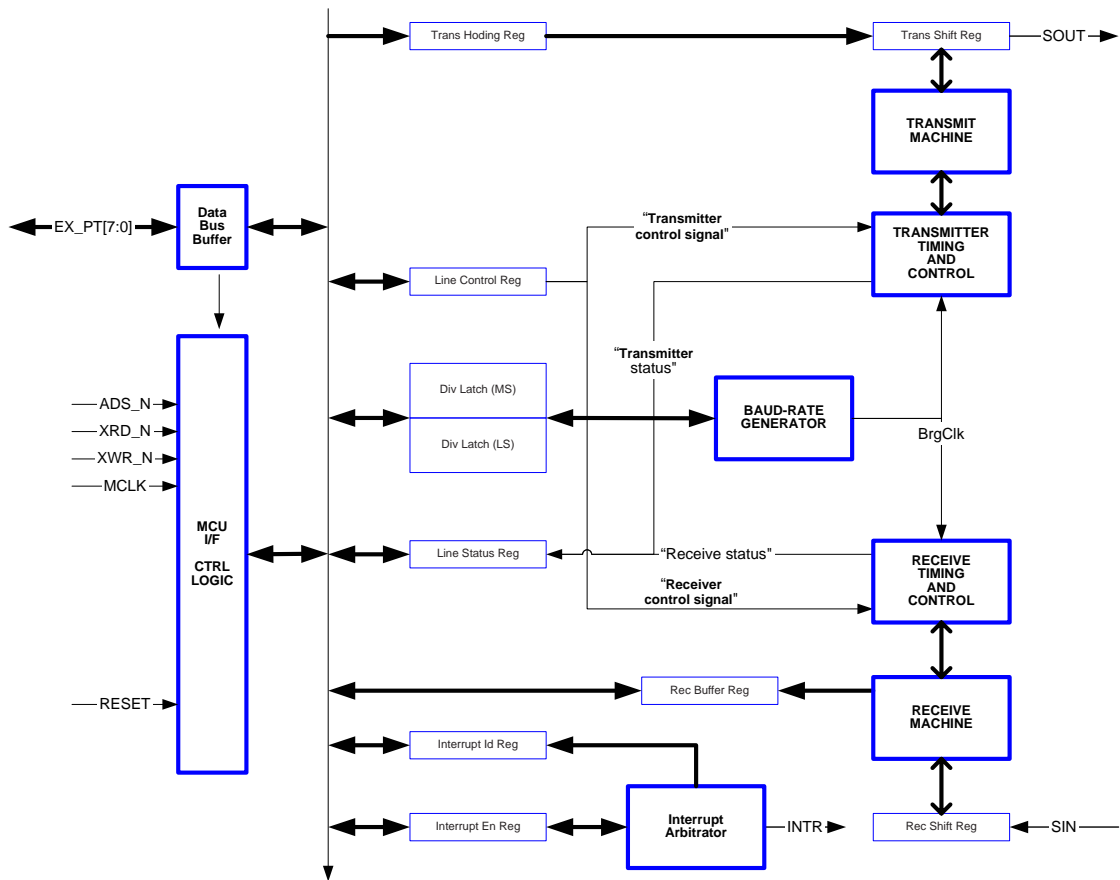 Trans Hoding Reg
Trans Shift Reg
SOUT
TRANSMIT
MACHINE
EX_PT[7:0]
Data
Bus
Buffer
“Transmitter
control signal”
TRANSMITTER
TIMING
AND
CONTROL
Line Control Reg
“Transmitter
status”
Div Latch (MS)
Div Latch (LS)
BAUD-RATE
GENERATOR
BrgClk
ADS_N
XRD_N
XWR_N
MCLK
MCU
I/F
CTRL
LOGIC
RESET
Line Status Reg
“Receive status”
“Receiver
control signal”
RECEIVE
TIMING
AND
CONTROL
Rec Buffer Reg
RECEIVE
MACHINE
Interrupt Id Reg
Interrupt En Reg
Interrupt
Arbitrator
INTR
Rec Shift Reg
SIN